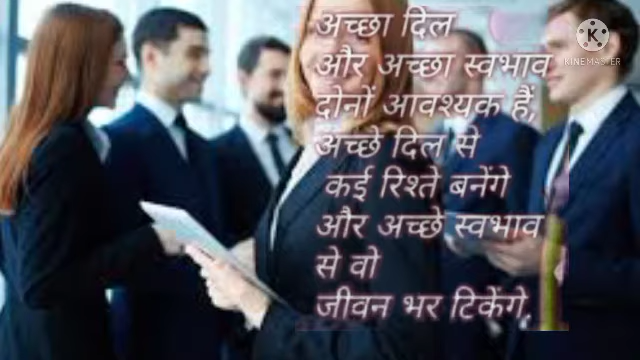 अच्छा दिल
और अच्छा स्वभाव
दोनों आवश्यक हैं,
अच्छे दिल से
कई रिश्ते बनेंगे
और अच्छे स्वभाव
से वो
जीवन भर टिकेंगे.
K
KINEMASTER